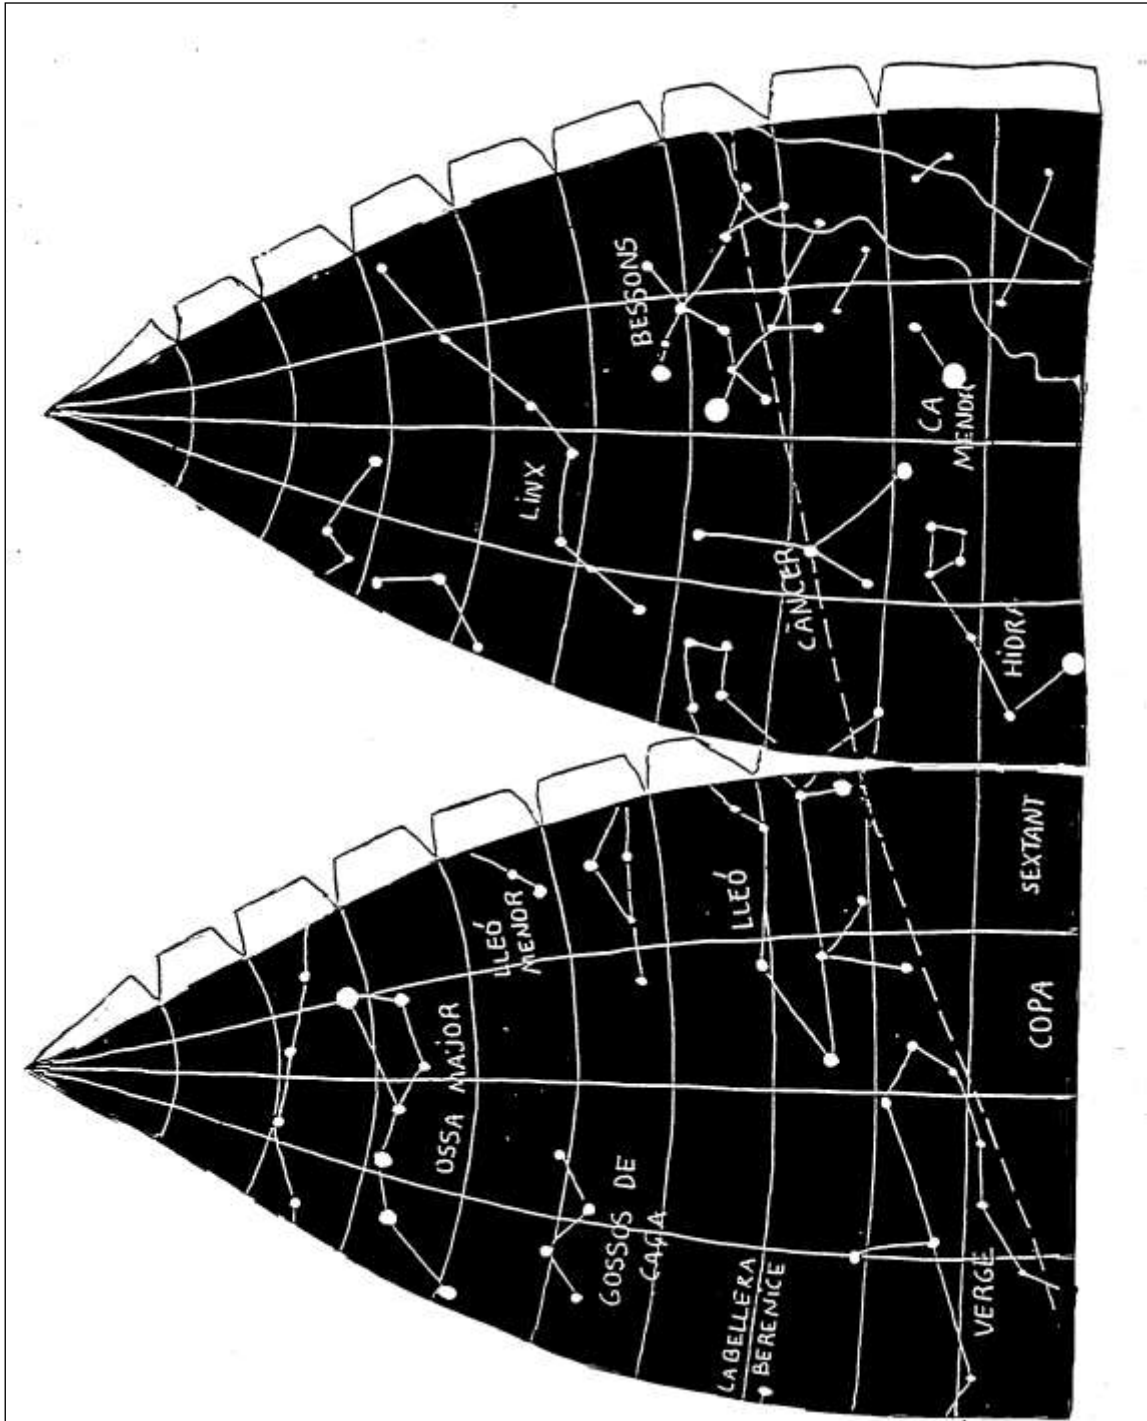 BESSONS
LINX
CA
MENOR
CÀNCER
HIDRA
LLEÓ
MENOR
LLEÓ
SEXTANT
OSSA MAJOR
COPA
GOSSOS DE
CAÇA
CABELLERA
BERENICE
VERGE